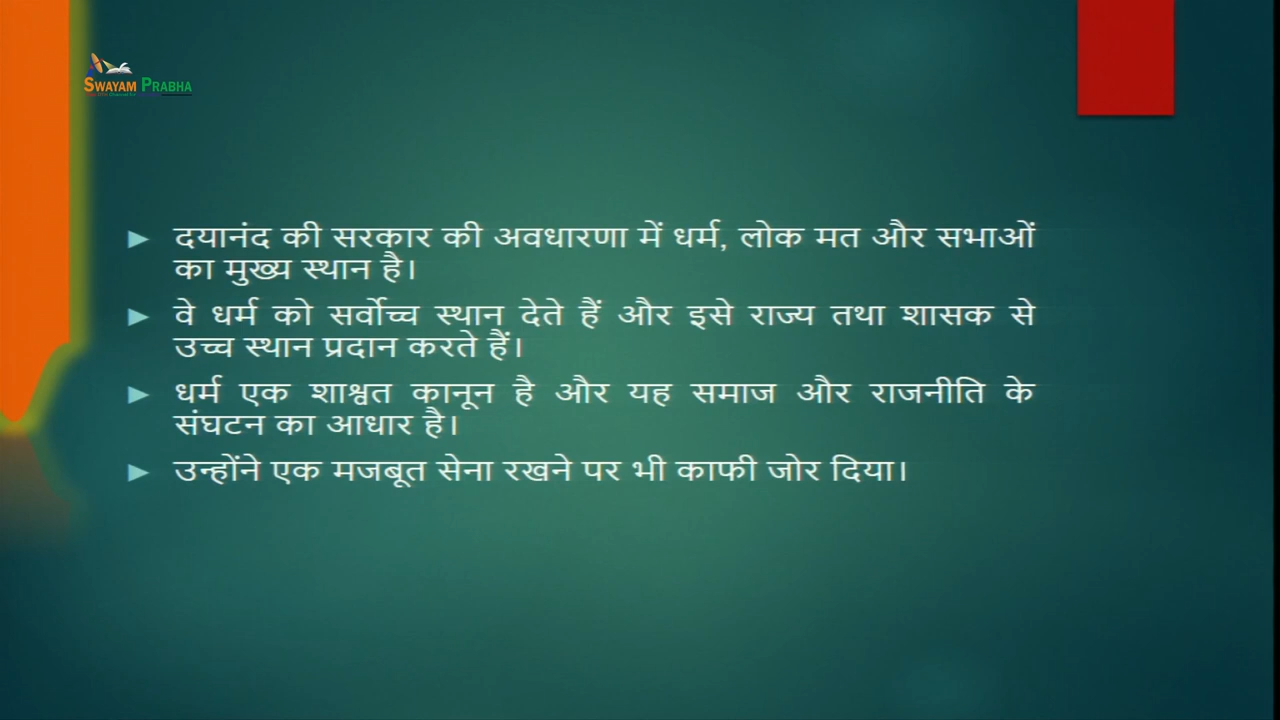 SWAYAM PRABHA
दयानंद की सरकार की अवधारणा में धर्म, लोक मत और सभाओं
का मुख्य स्थान है।
वे धर्म को सर्वोच्च स्थान देते हैं और इसे राज्य तथा शासक से
उच्च स्थान प्रदान करते हैं।
धर्म एक शाश्वत कानून है और यह समाज और राजनीति के
संघटन का आधार है।
उन्होंने एक मजबूत सेना रखने पर भी काफी जोर दिया।